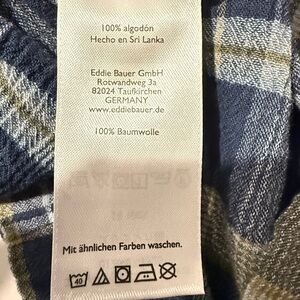 100% algodón
Hecho en Sri Lanka
Eddie Bauer GmbH
Rotwandweg 3a
82024 Taufkirchen
GERMANY
www.eddiebauer.de
100% Baumwolle
Mit ähnlichen Farben waschen.
40